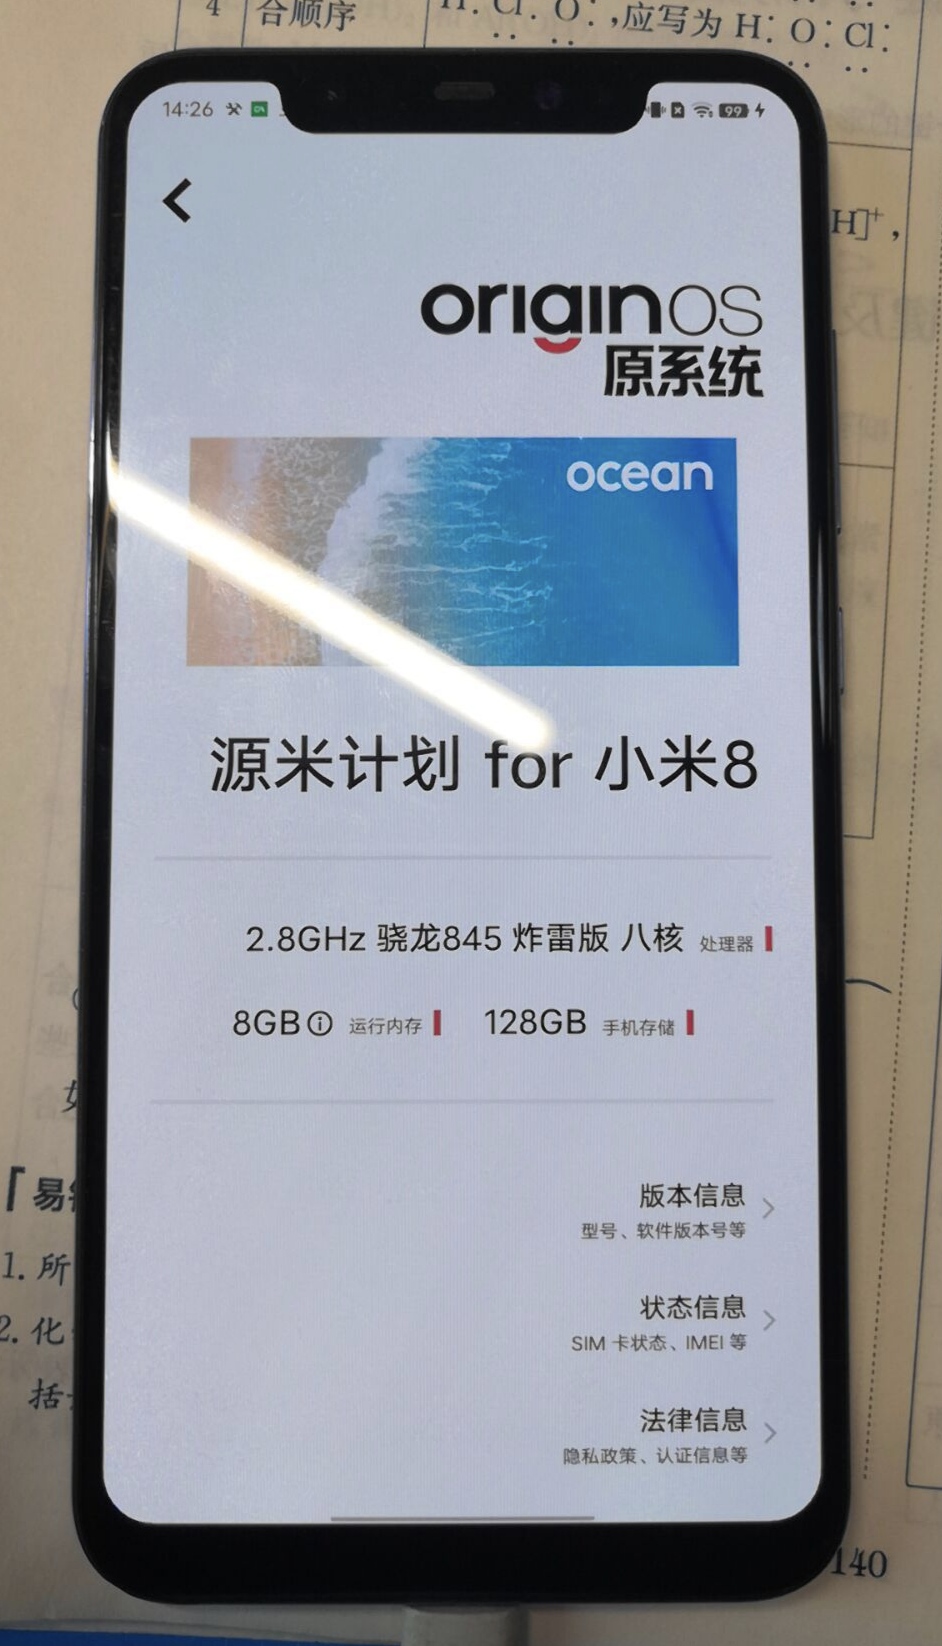 4
合顺序
,应写为 H:O:Cl:
H]⁺,
14:26
99
originos
原系统
ocean
源米计划 for 小米8
2.8GHz 骁龙845 炸雷版 八核 处理器
8GB 运行内存 128GB 手机存储
版本信息
型号、软件版本号等
状态信息
SIM 卡状态、IMEI 等
法律信息
隐私政策、认证信息等
「易
1. 所
2. 化
括
140